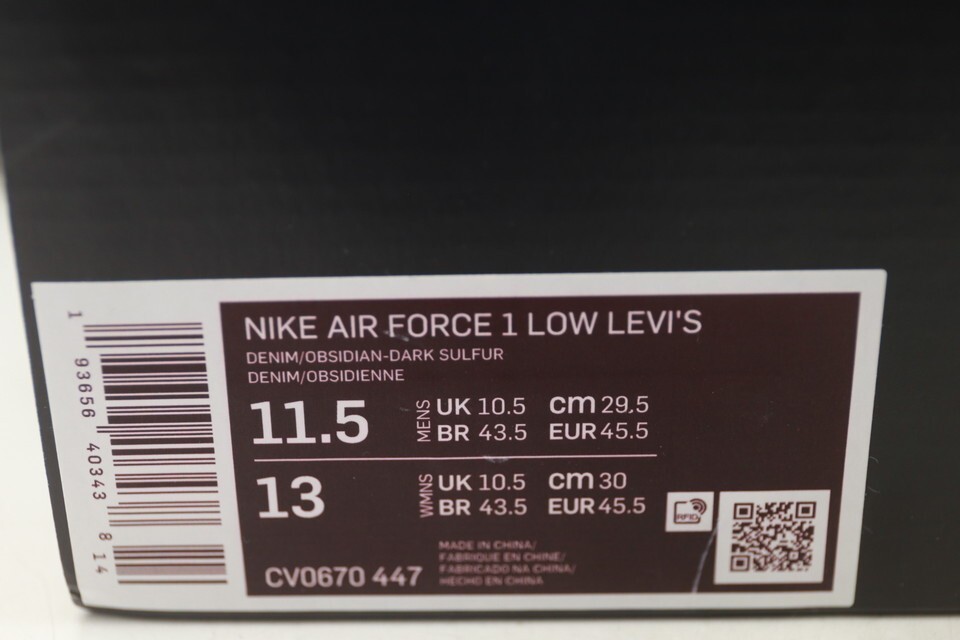 NIKE AIR FORCE 1 LOW LEVI'S
DENIM/OBSIDIAN-DARK SULFUR
DENIM/OBSIDIENNE
11.5 MENS UK 10.5 cm 29.5
BR 43.5 EUR 45.5
13 WMNS UK 10.5 cm 30
BR 43.5 EUR 45.5
RFID
MADE IN CHINA/
FABRIQUE EN CHINE/
FABRICADO NA CHINA/
HECHO EN CHINA
CV0670 447
1 93656 40343 8 14